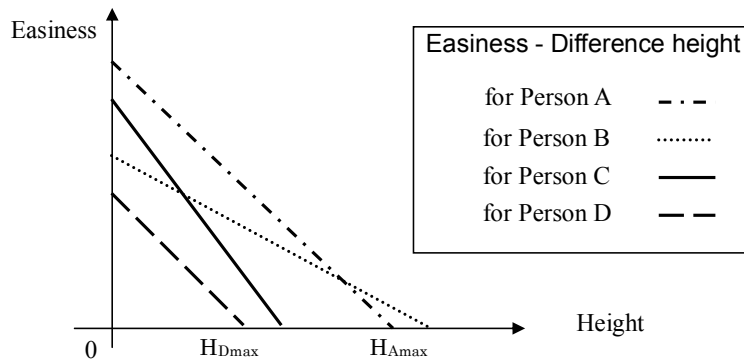 Easiness
Easiness - Difference height
for Person A
for Person B
for Person C
for Person D
Height
0
HDmax
HAmax